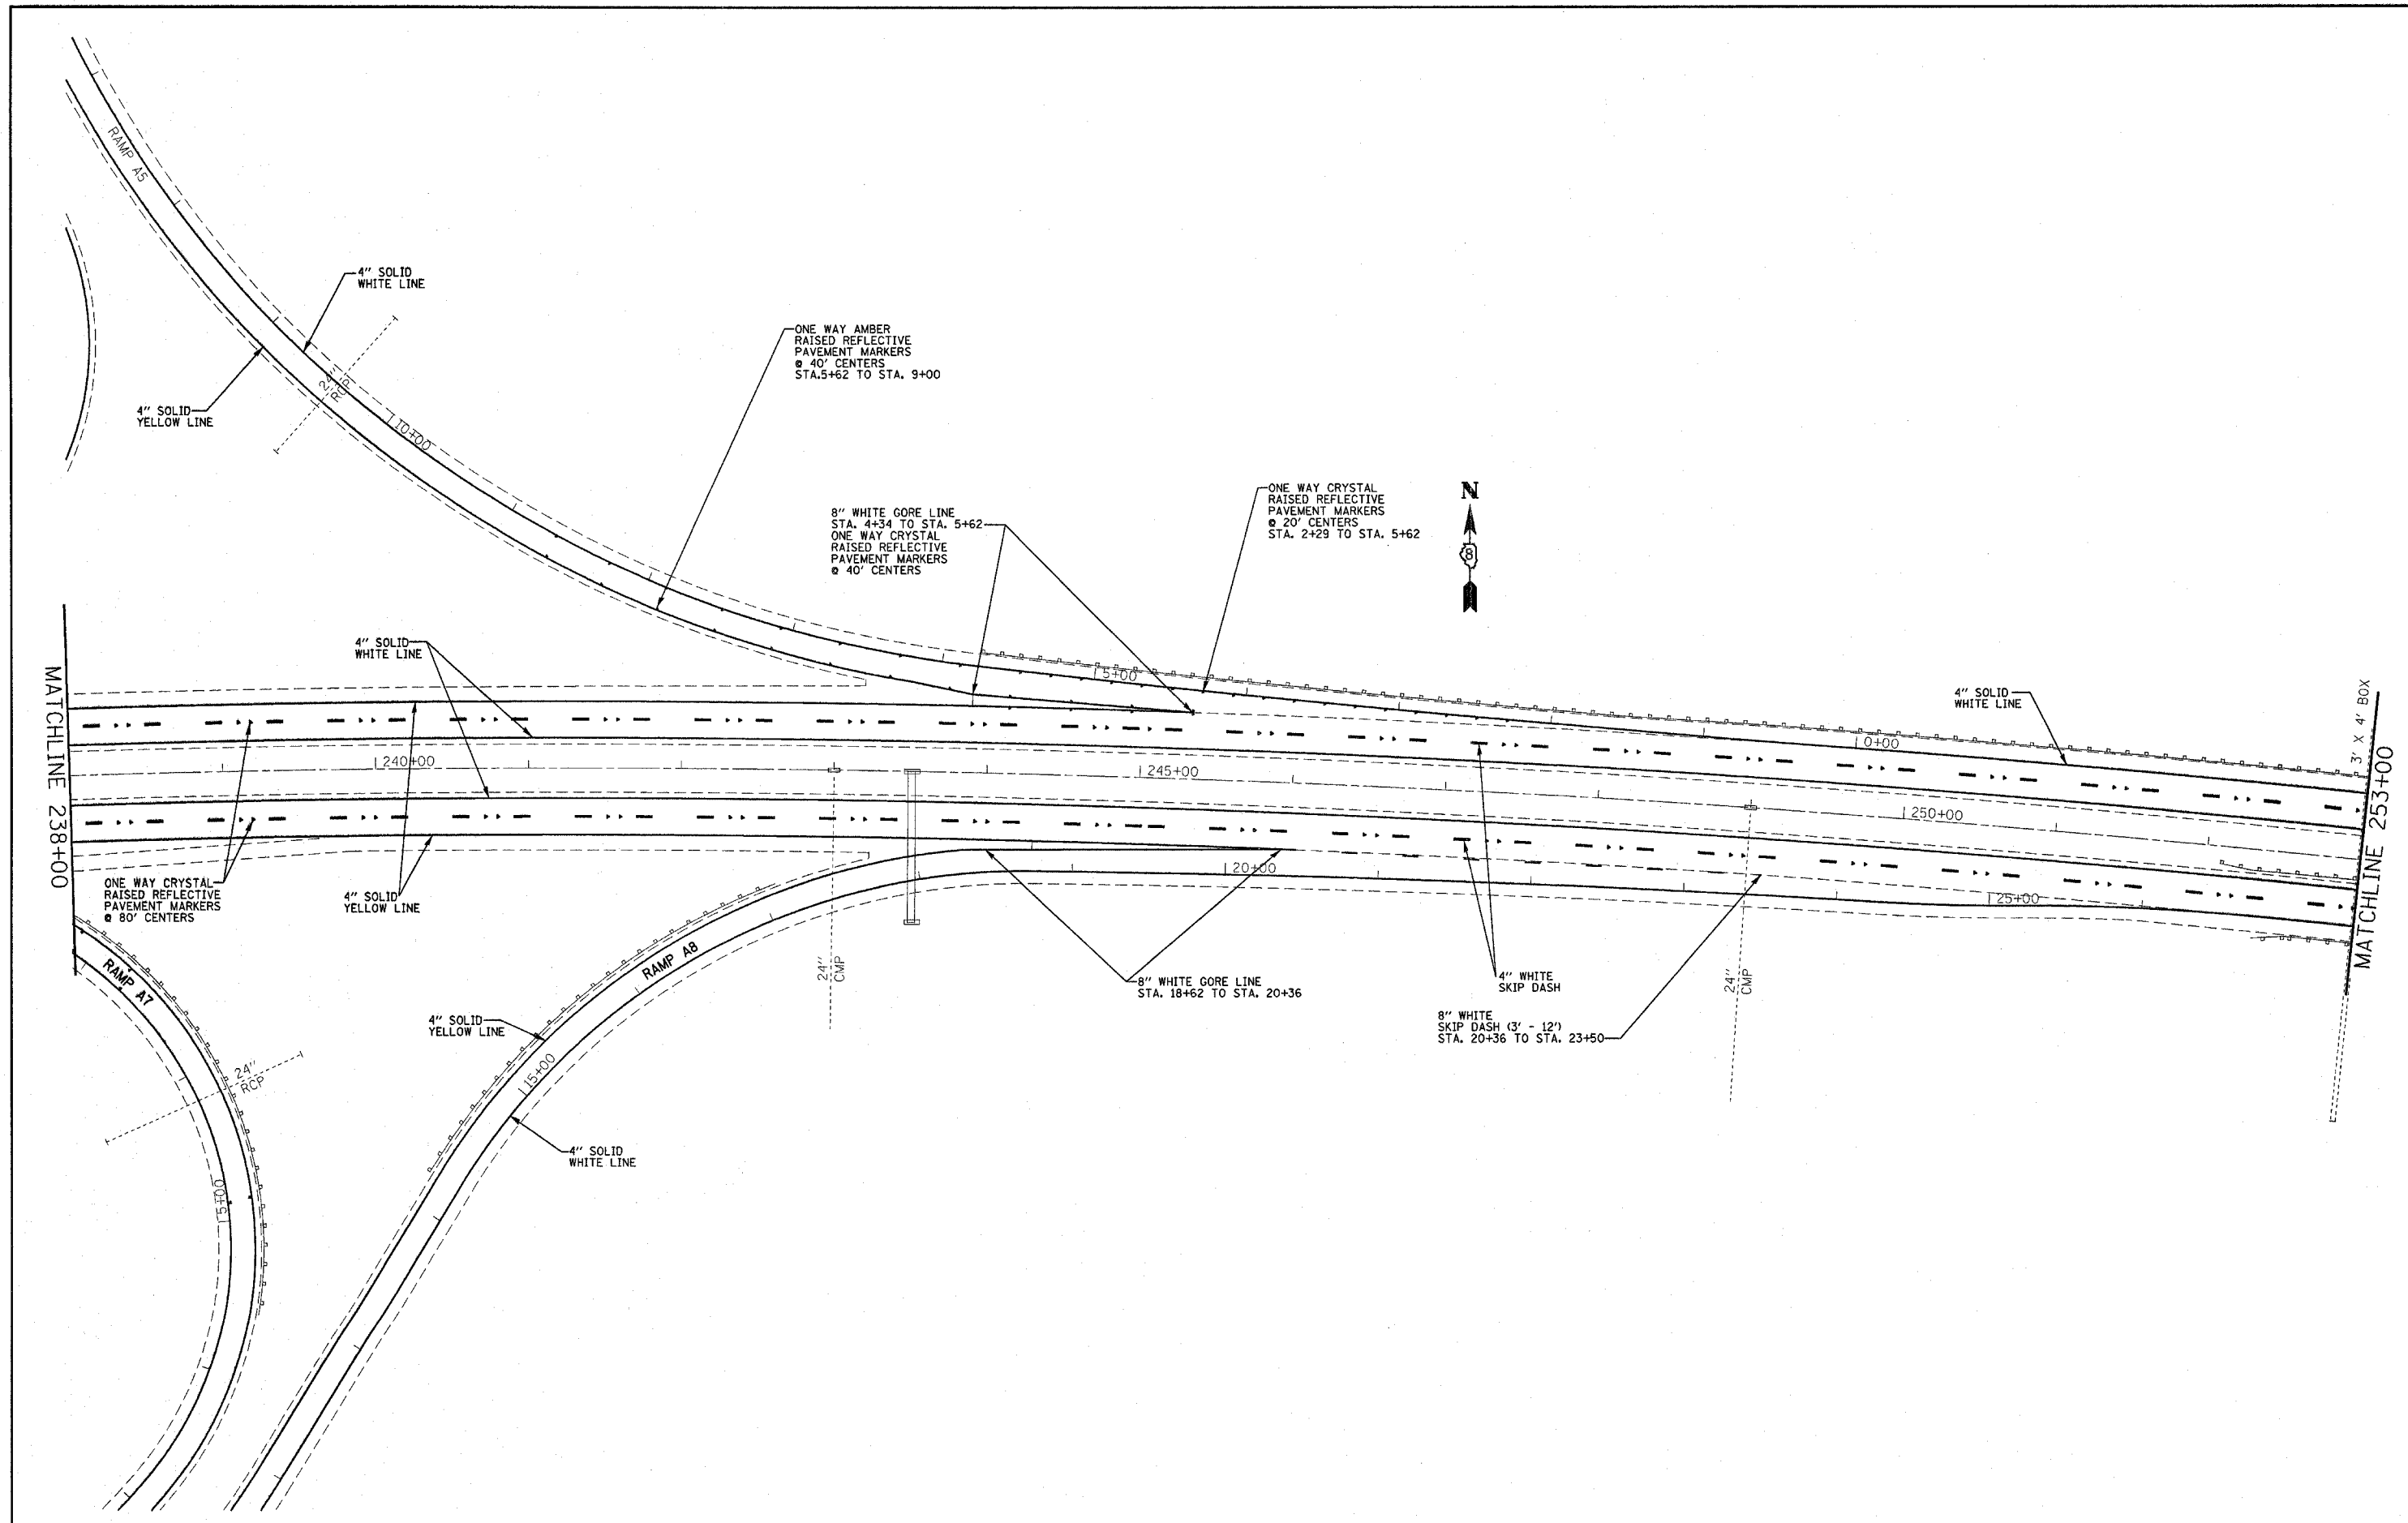 RAMP A5
4" SOLID
WHITE LINE
24"
RCP
4" SOLID
YELLOW LINE
10+00
ONE WAY AMBER
RAISED REFLECTIVE
PAVEMENT MARKERS
@ 40' CENTERS
STA.5+62 TO STA. 9+00
8" WHITE GORE LINE
STA. 4+34 TO STA. 5+62
ONE WAY CRYSTAL
RAISED REFLECTIVE
PAVEMENT MARKERS
@ 40' CENTERS
ONE WAY CRYSTAL
RAISED REFLECTIVE
PAVEMENT MARKERS
@ 20' CENTERS
STA. 2+29 TO STA. 5+62
N
8
4" SOLID
WHITE LINE
5+00
4" SOLID
WHITE LINE
3' X 4' BOX
MATCHLINE 238+00
240+00
245+00
0+00
250+00
MATCHLINE 253+00
ONE WAY CRYSTAL
RAISED REFLECTIVE
PAVEMENT MARKERS
@ 80' CENTERS
4" SOLID
YELLOW LINE
20+00
25+00
RAMP A7
RAMP A8
24"
CMP
8" WHITE GORE LINE
STA. 18+62 TO STA. 20+36
4" WHITE
SKIP DASH
24"
CMP
8" WHITE
SKIP DASH (3' - 12')
STA. 20+36 TO STA. 23+50
4" SOLID
YELLOW LINE
24"
RCP
15+00
4" SOLID
WHITE LINE
5+00